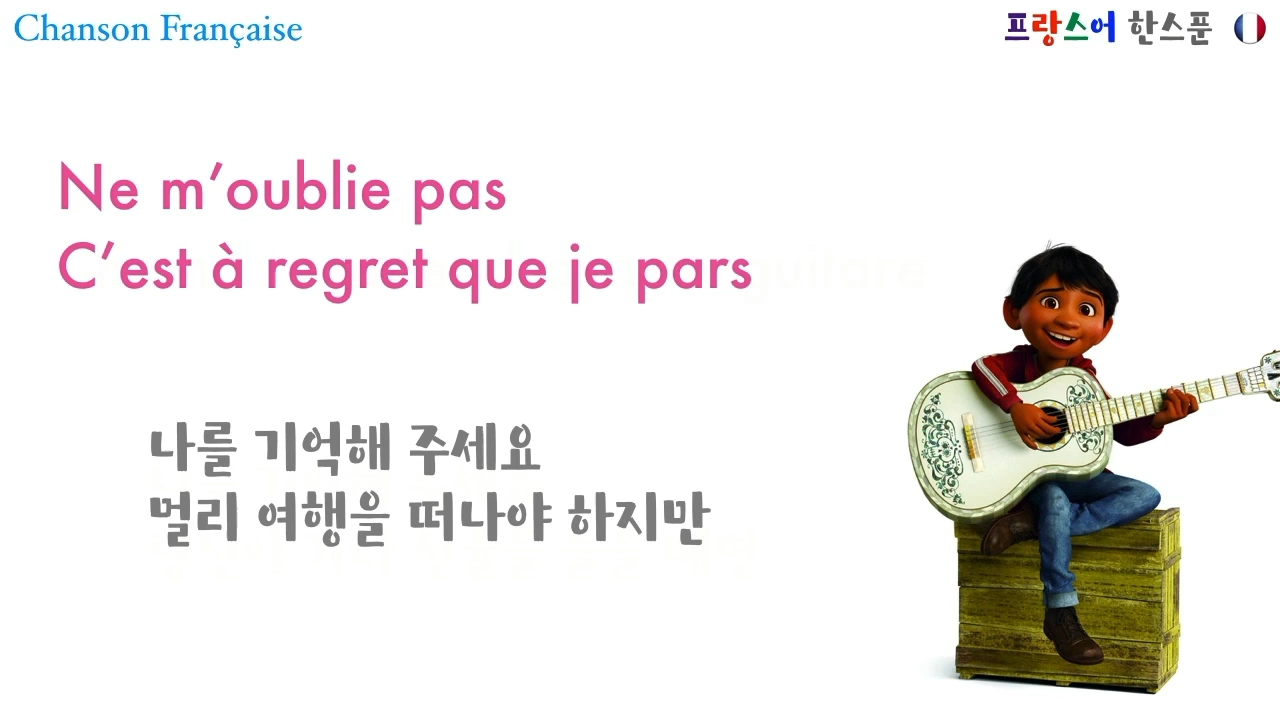 Chanson Française
프랑스어 한스푼
Ne m’oublie pas
C’est à regret que je pars
나를 기억해 주세요
멀리 여행을 떠나야 하지만